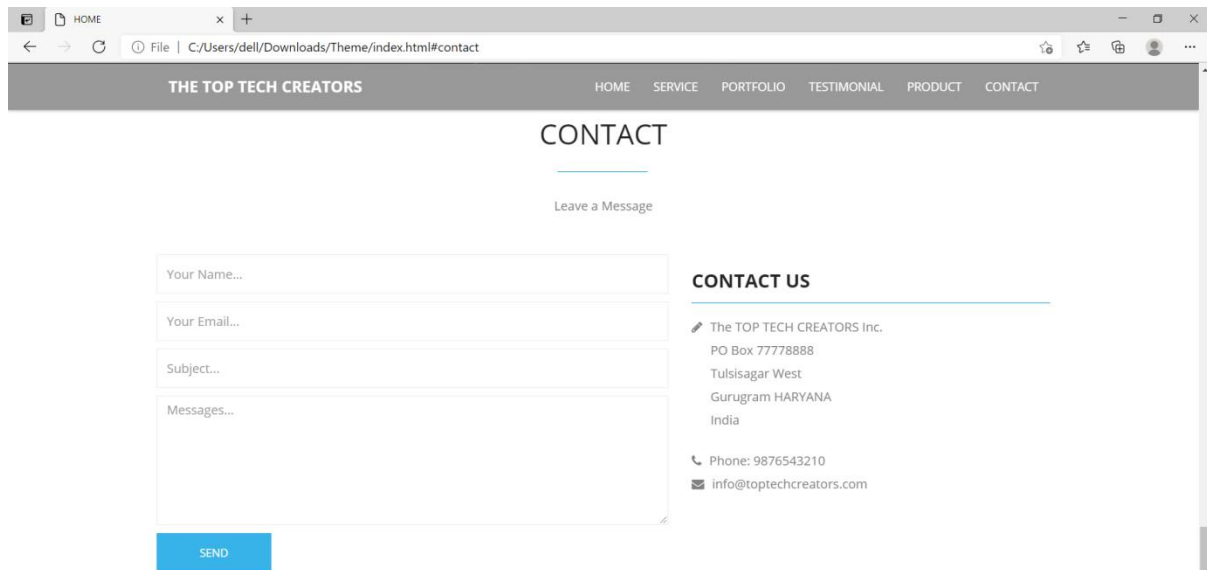 HOME
File | C:/Users/dell/Downloads/Theme/index.html#contact
THE TOP TECH CREATORS HOME SERVICE PORTFOLIO TESTIMONIAL PRODUCT CONTACT
CONTACT
Leave a Message
Your Name...
Your Email...
Subject...
Messages...
SEND
CONTACT US
The TOP TECH CREATORS Inc.
PO Box 77778888
Tulsisagar West
Gurugram HARYANA
India
Phone: 9876543210
info@toptechcreators.com